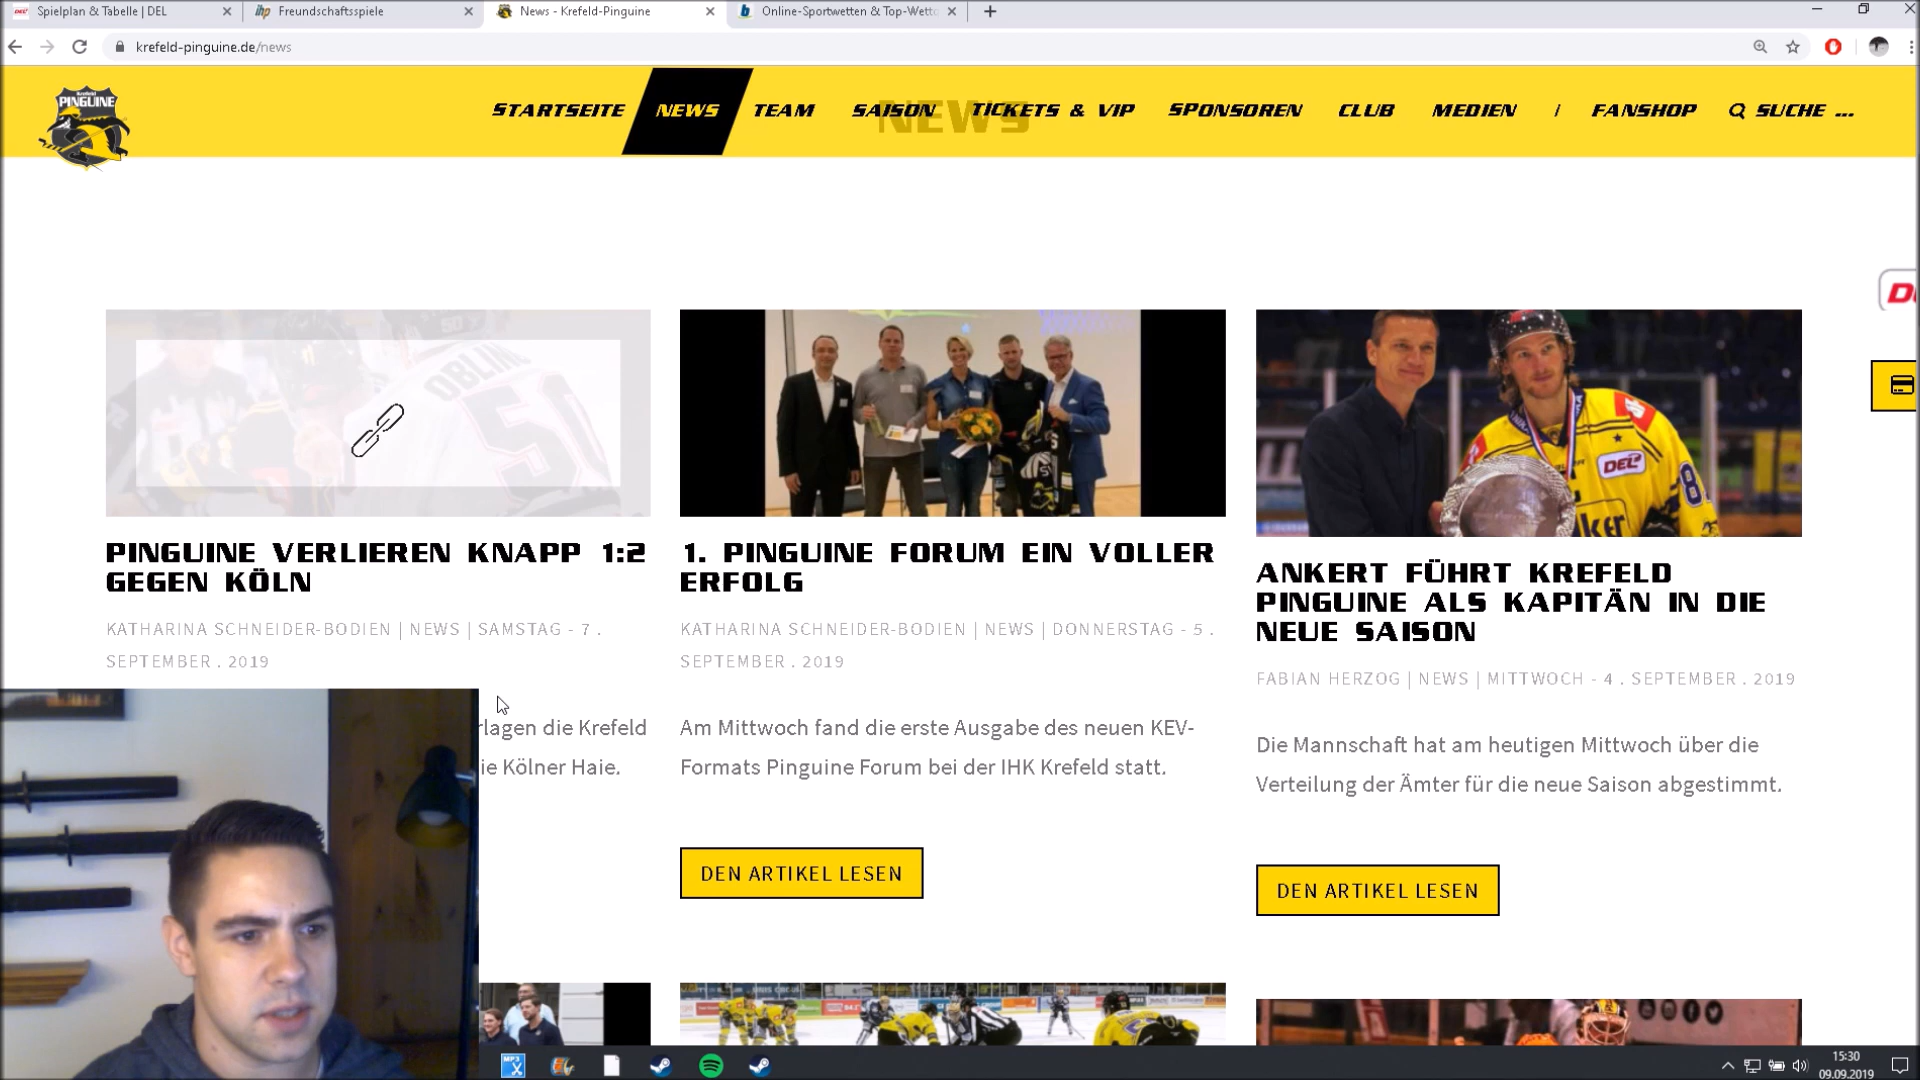 Spielplan & Tabelle | DEL
Freundschaftsspiele
News - Krefeld-Pinguine
Online-Sportwetten & Top-Wett
krefeld-pinguine.de/news
PINGUINE
STARTSEITE NEWS TEAM SAISON TICKETS & VIP SPONSOREN CLUB MEDIEN / FANSHOP SUCHE ...
NEWS
OBLING
50
DEL
PINGUINE VERLIEREN KNAPP 1:2
GEGEN KÖLN
KATHARINA SCHNEIDER-BODIEN | NEWS | SAMSTAG - 7 .
SEPTEMBER . 2019
rlagen die Krefeld
ie Kölner Haie.
1. PINGUINE FORUM EIN VOLLER
ERFOLG
KATHARINA SCHNEIDER-BODIEN | NEWS | DONNERSTAG - 5 .
SEPTEMBER . 2019
Am Mittwoch fand die erste Ausgabe des neuen KEV-
Formats Pinguine Forum bei der IHK Krefeld statt.
DEN ARTIKEL LESEN
ANKERT FÜHRT KREFELD
PINGUINE ALS KAPITÄN IN DIE
NEUE SAISON
FABIAN HERZOG | NEWS | MITTWOCH - 4 . SEPTEMBER . 2019
Die Mannschaft hat am heutigen Mittwoch über die
Verteilung der Ämter für die neue Saison abgestimmt.
DEN ARTIKEL LESEN
MP3
15:30
09.09.2019